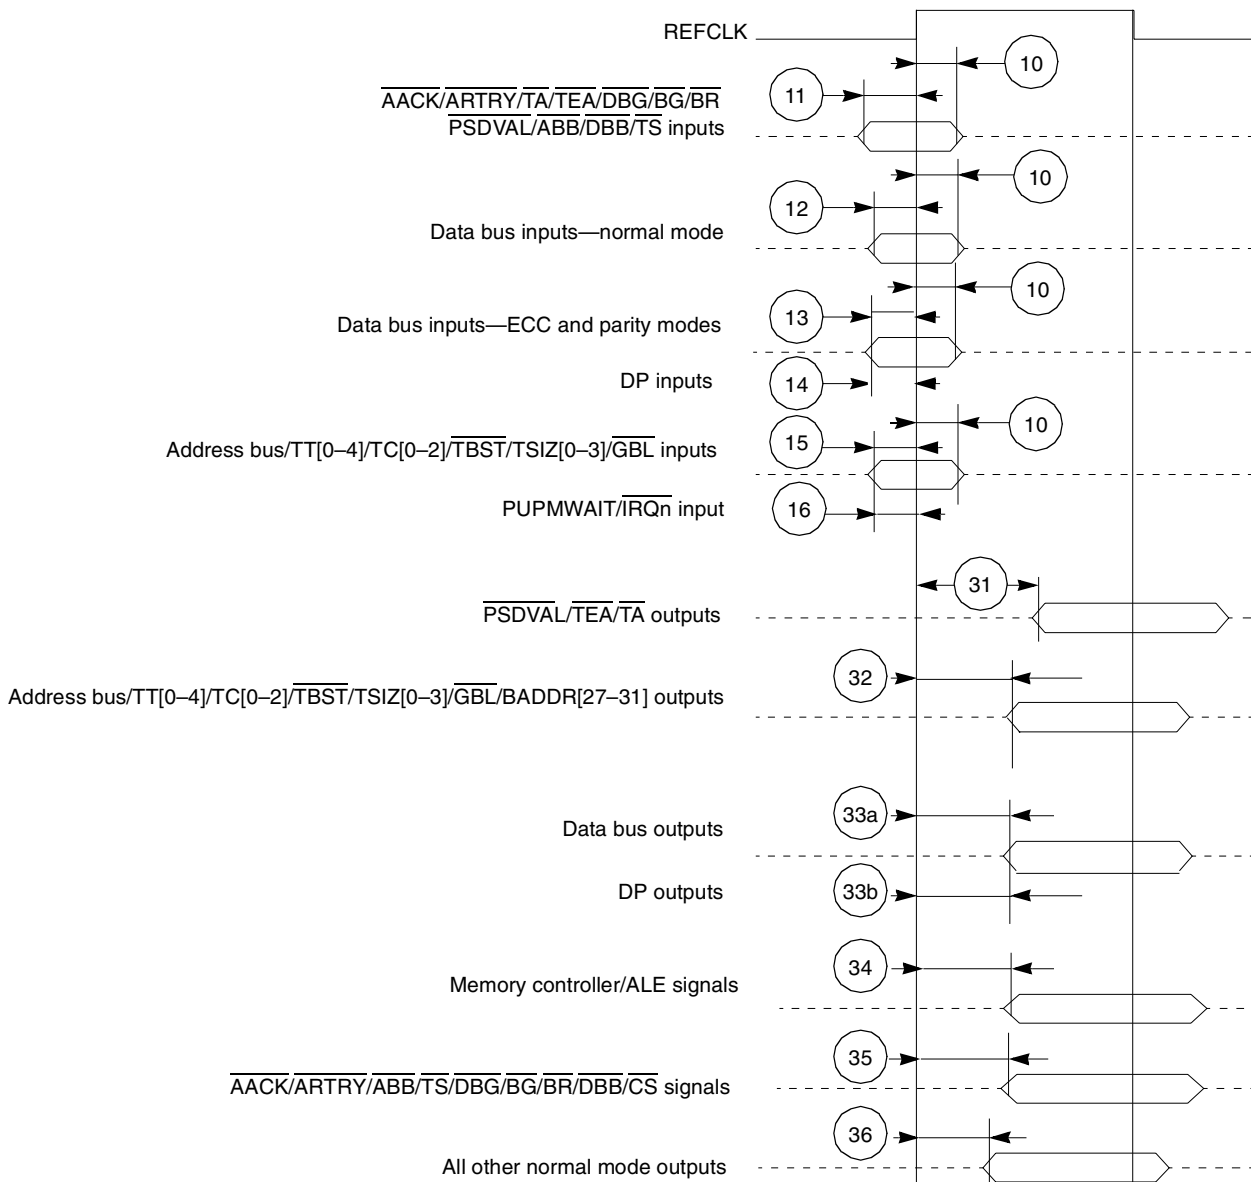 REFCLK
10
11
AACK/ARTRY/TA/TEA/DBG/BG/BR
PSDVAL/ABB/DBB/TS inputs
10
12
Data bus inputs—normal mode
10
13
Data bus inputs—ECC and parity modes
DP inputs
14
10
15
Address bus/TT[0–4]/TC[0–2]/TBST/TSIZ[0–3]/GBL inputs
PUPMWAIT/IRQn input
16
31
PSDVAL/TEA/TA outputs
32
Address bus/TT[0–4]/TC[0–2]/TBST/TSIZ[0–3]/GBL/BADDR[27–31] outputs
33a
Data bus outputs
DP outputs
33b
34
Memory controller/ALE signals
35
AACK/ARTRY/ABB/TS/DBG/BG/BR/DBB/CS signals
36
All other normal mode outputs